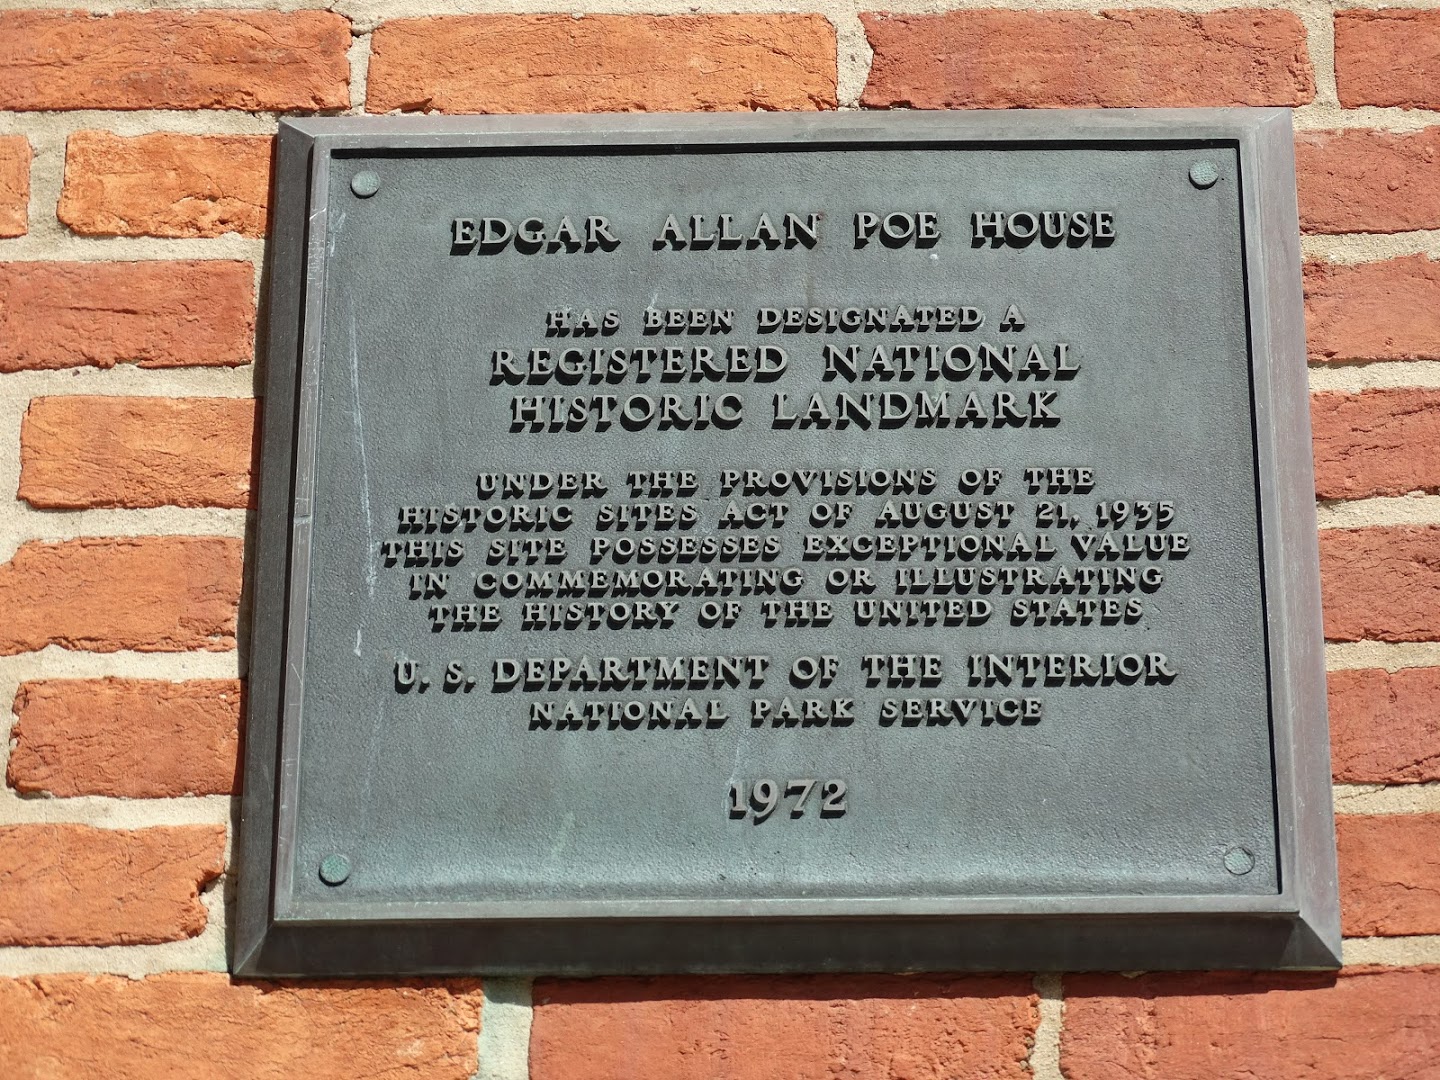 EDGAR ALLAN POE HOUSE
HAS BEEN DESIGNATED A
REGISTERED NATIONAL
HISTORIC LANDMARK
UNDER THE PROVISIONS OF THE
HISTORIC SITES ACT OF AUGUST 21, 1935
THIS SITE POSSESSES EXCEPTIONAL VALUE
IN COMMEMORATING OR ILLUSTRATING
THE HISTORY OF THE UNITED STATES
U. S. DEPARTMENT OF THE INTERIOR
NATIONAL PARK SERVICE
1972